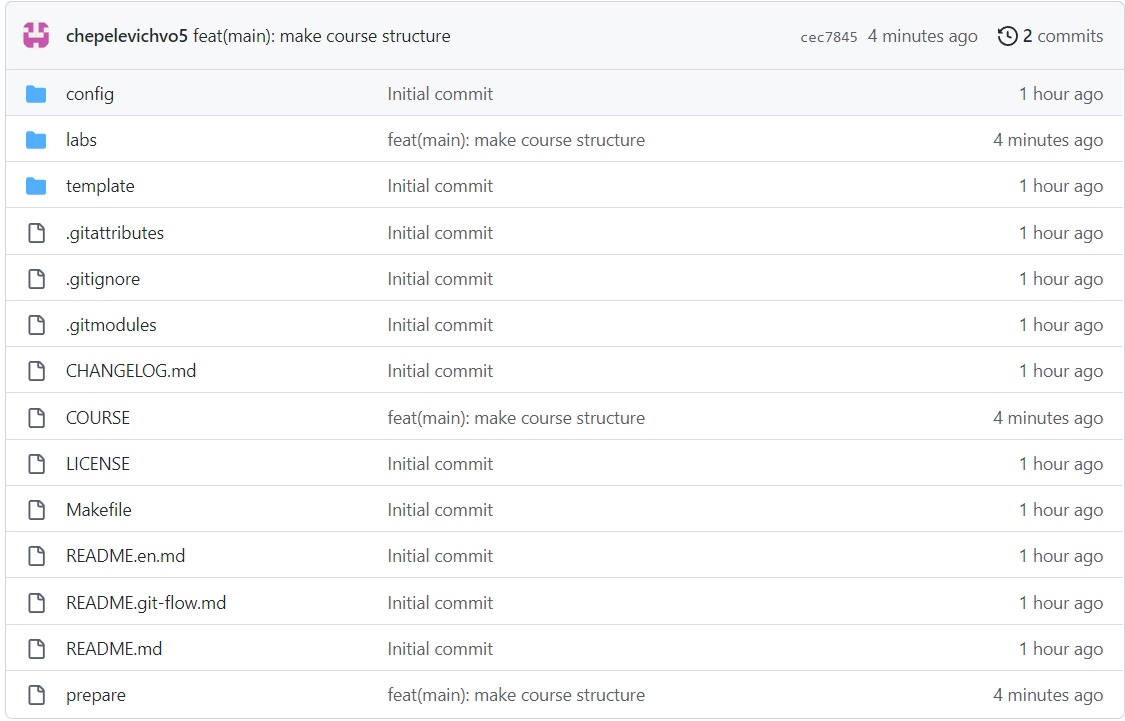 chepelevichvo5 feat(main): make course structure cec7845 4 minutes ago 2 commits
config Initial commit 1 hour ago
labs feat(main): make course structure 4 minutes ago
template Initial commit 1 hour ago
.gitattributes Initial commit 1 hour ago
.gitignore Initial commit 1 hour ago
.gitmodules Initial commit 1 hour ago
CHANGELOG.md Initial commit 1 hour ago
COURSE feat(main): make course structure 4 minutes ago
LICENSE Initial commit 1 hour ago
Makefile Initial commit 1 hour ago
README.en.md Initial commit 1 hour ago
README.git-flow.md Initial commit 1 hour ago
README.md Initial commit 1 hour ago
prepare feat(main): make course structure 4 minutes ago